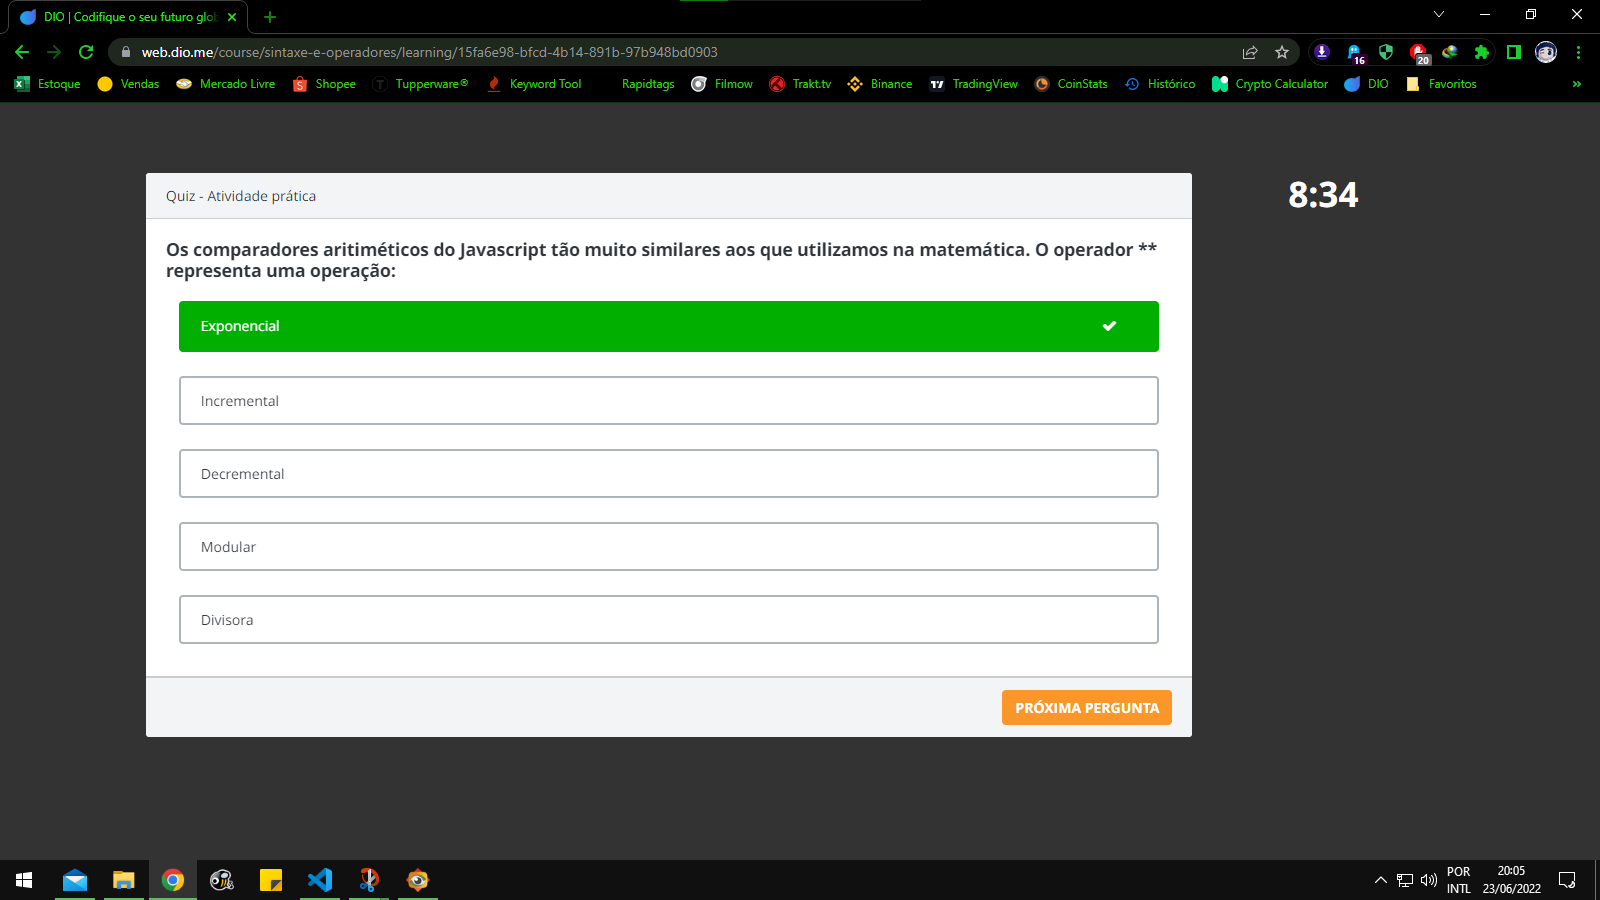 DIO | Codifique o seu futuro glob
web.dio.me/course/sintaxe-e-operadores/learning/15fa6e98-bfcd-4b14-891b-97b948bd0903
16
20
Estoque Vendas Mercado Livre Shopee Tupperware® Keyword Tool Rapidtags Filmow Trakt.tv Binance TradingView CoinStats Histórico Crypto Calculator DIO Favoritos »
Quiz - Atividade prática
8:34
Os comparadores aritiméticos do Javascript tão muito similares aos que utilizamos na matemática. O operador **
representa uma operação:
Exponencial
Incremental
Decremental
Modular
Divisora
PRÓXIMA PERGUNTA
POR
INTL
20:05
23/06/2022